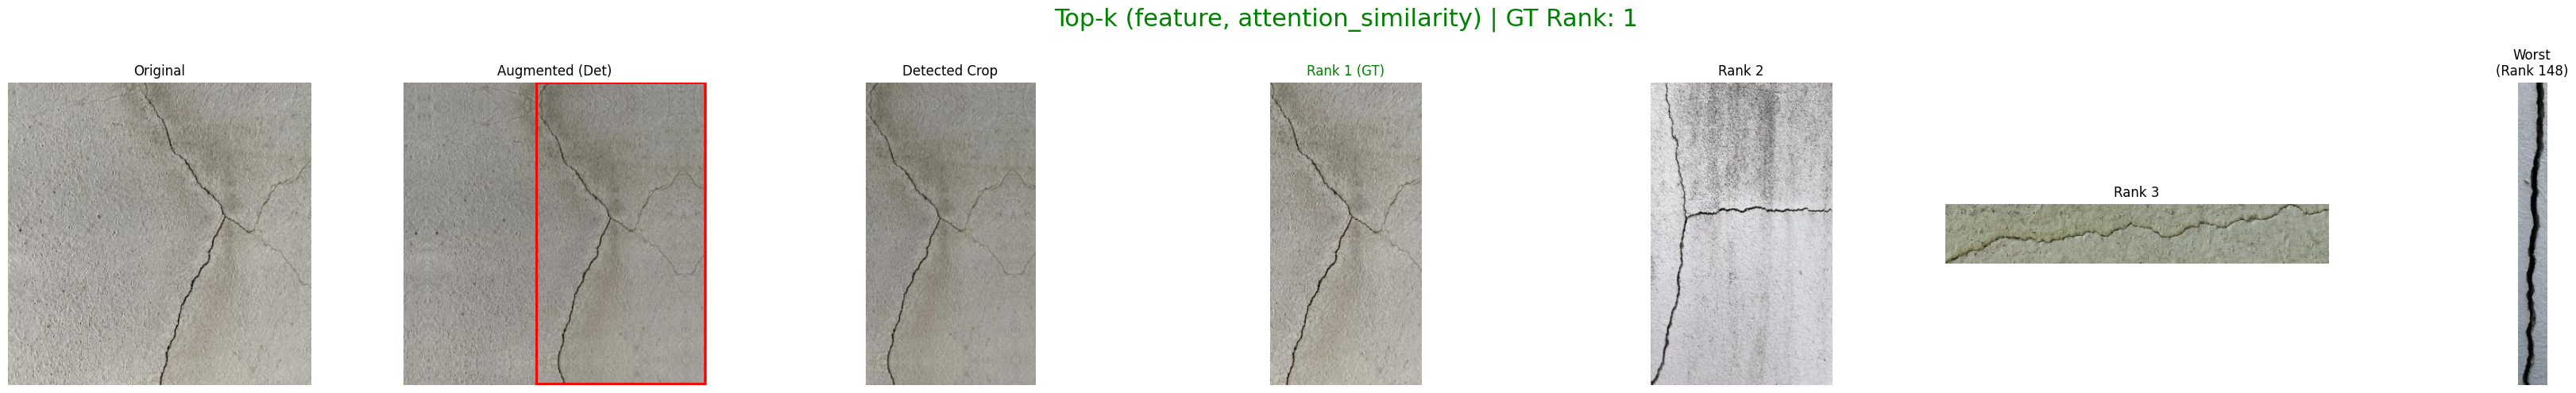 Top-k (feature, attention_similarity) | GT Rank: 1
Original
Augmented (Det)
Detected Crop
Rank 1 (GT)
Rank 2
Rank 3
Worst
(Rank 148)